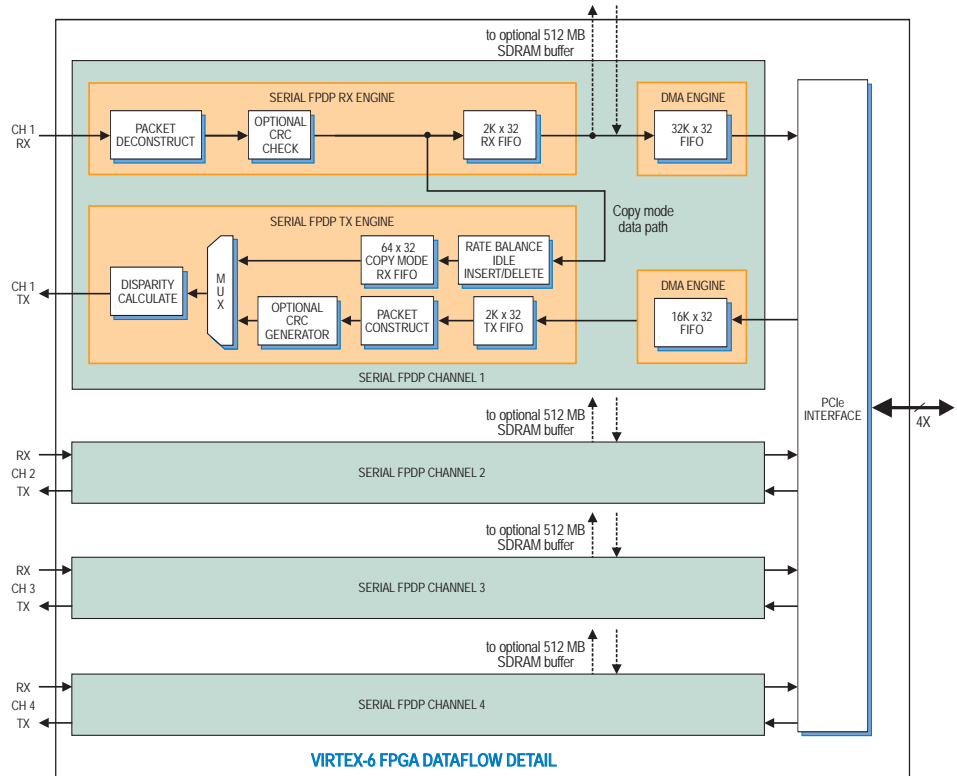 to optional 512 MB
SDRAM buffer
SERIAL FPDP RX ENGINE
DMA ENGINE
CH 1
RX
PACKET
DECONSTRUCT
OPTIONAL
CRC
CHECK
2K x 32
RX FIFO
32K x 32
FIFO
Copy mode
data path
SERIAL FPDP TX ENGINE
64 x 32
COPY MODE
RX FIFO
RATE BALANCE
IDLE
INSERT/DELETE
CH 1
TX
DISPARITY
CALCULATE
M
U
X
OPTIONAL
CRC
GENERATOR
PACKET
CONSTRUCT
2K x 32
TX FIFO
DMA ENGINE
16K x 32
FIFO
SERIAL FPDP CHANNEL 1
PCIe
INTERFACE
4X
to optional 512 MB
SDRAM buffer
RX
CH 2
TX
SERIAL FPDP CHANNEL 2
to optional 512 MB
SDRAM buffer
RX
CH 3
TX
SERIAL FPDP CHANNEL 3
to optional 512 MB
SDRAM buffer
RX
CH 4
TX
SERIAL FPDP CHANNEL 4
VIRTEX-6 FPGA DATAFLOW DETAIL